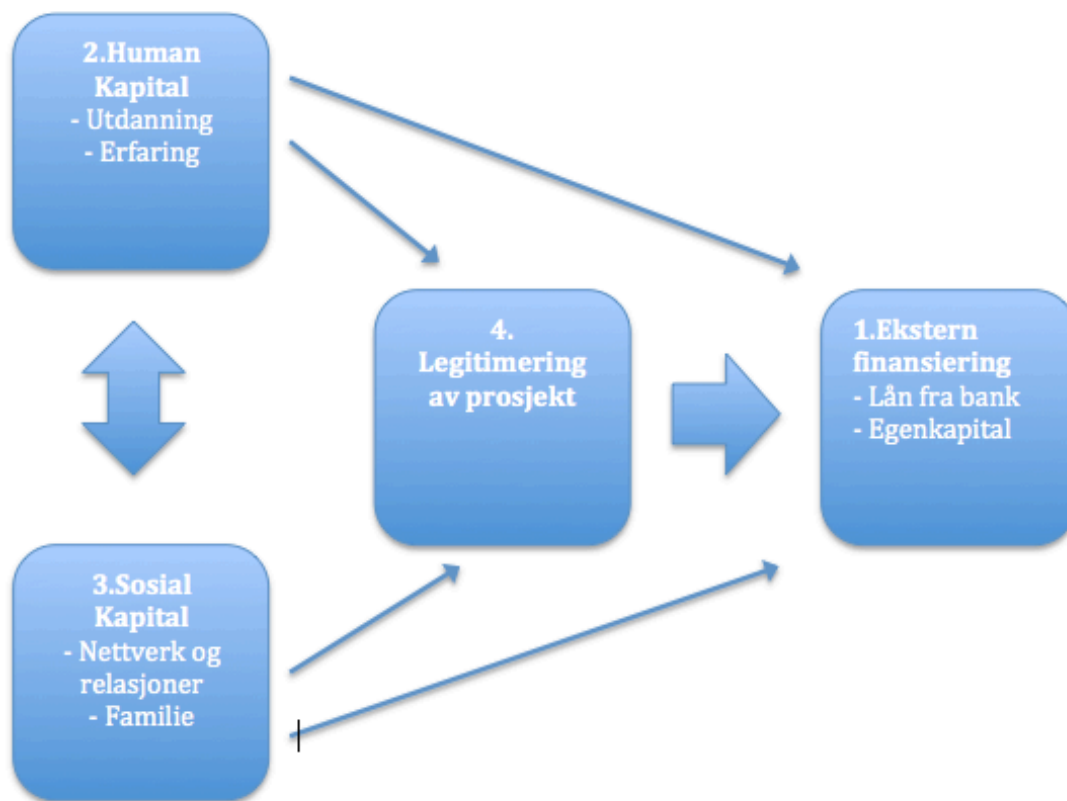 2.Human
Kapital
- Utdanning
- Erfaring
4.
Legitimering
av prosjekt
1.Ekstern
finansiering
- Lån fra bank
- Egenkapital
3.Sosial
Kapital
- Nettverk og
relasjoner
- Familie